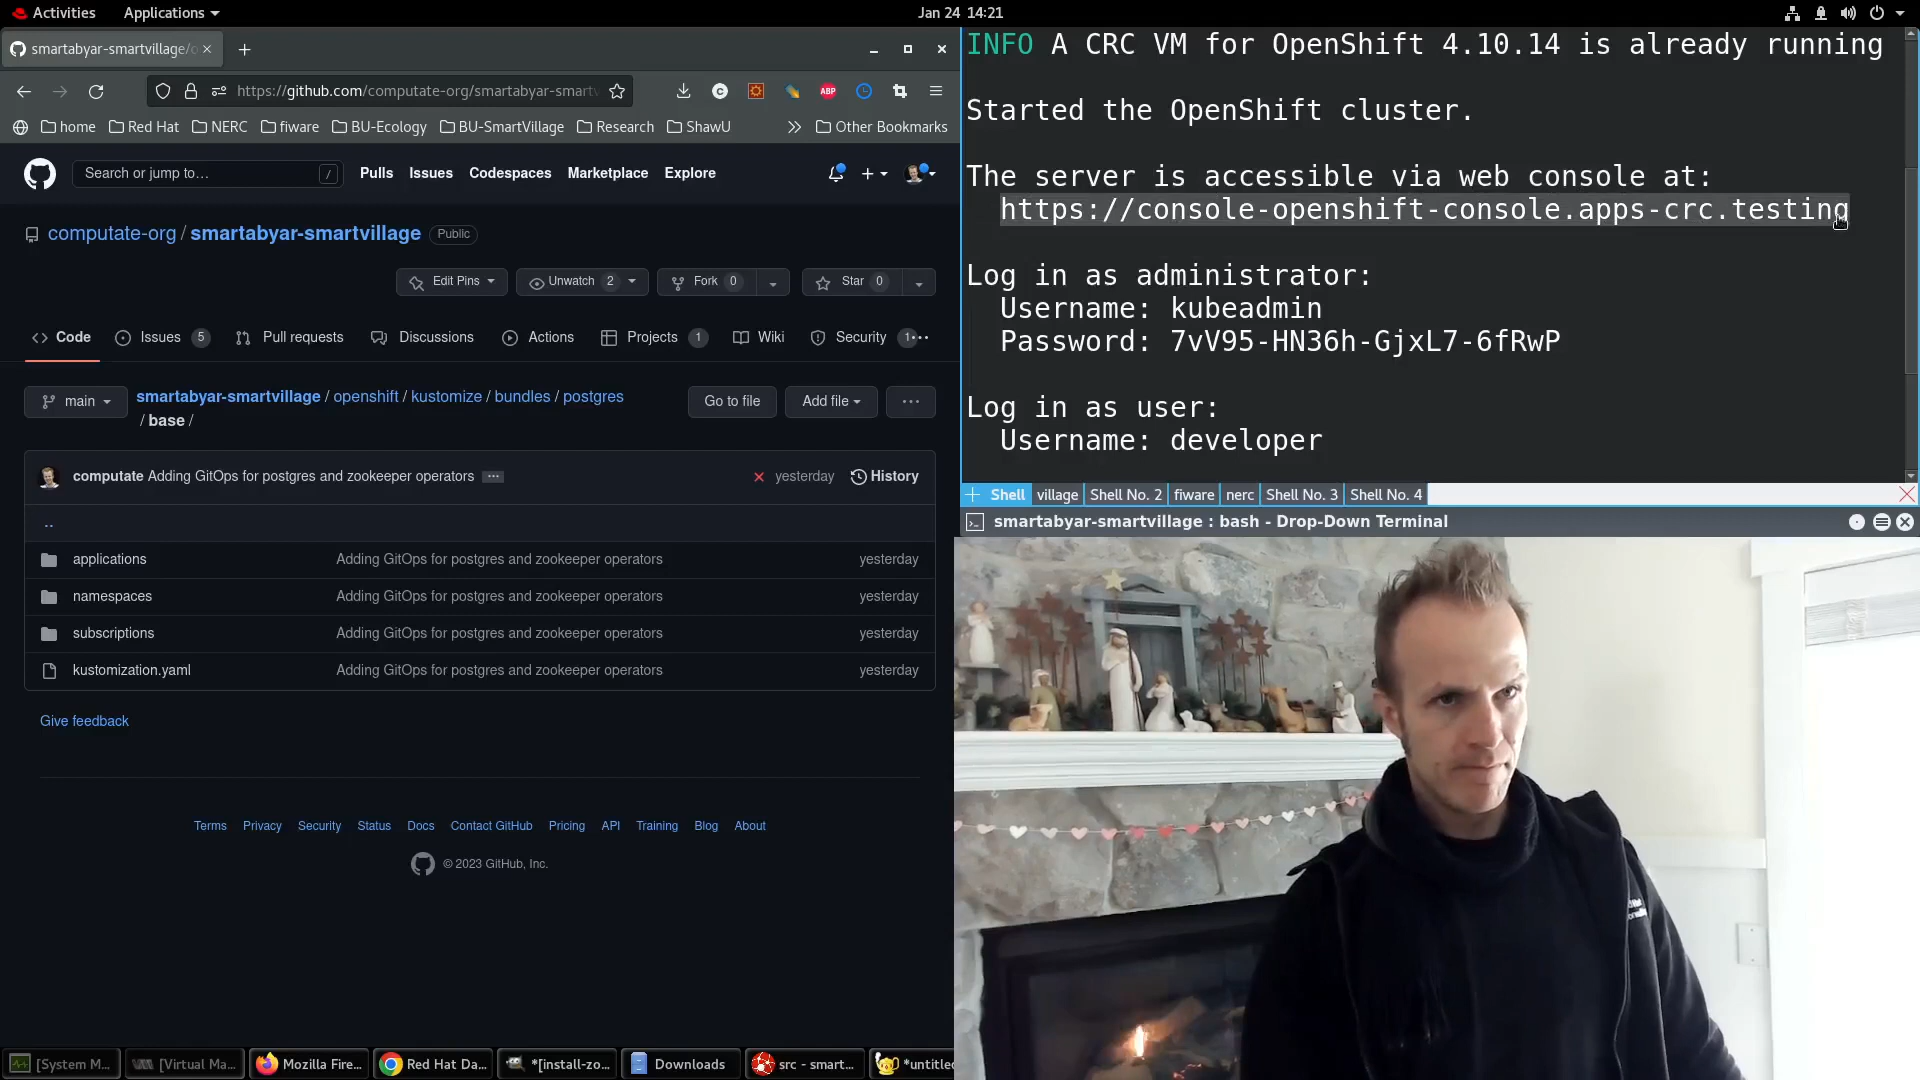 Activities
Applications
Jan 24 14:21
smartabyar-smartvillage/o
https://github.com/computate-org/smartabyar-smartv
C
ABP
home
Red Hat
NERC
fiware
BU-Ecology
BU-SmartVillage
Research
ShawU
Other Bookmarks
Search or jump to…
/
Pulls
Issues
Codespaces
Marketplace
Explore
computate-org / smartabyar-smartvillage
Public
Edit Pins
Unwatch 2
Fork 0
Star 0
Code
Issues 5
Pull requests
Discussions
Actions
Projects 1
Wiki
Security
main
smartabyar-smartvillage / openshift / kustomize / bundles / postgres
/ base /
Go to file
Add file
computate Adding GitOps for postgres and zookeeper operators
yesterday
History
..
applications Adding GitOps for postgres and zookeeper operators yesterday
namespaces Adding GitOps for postgres and zookeeper operators yesterday
subscriptions Adding GitOps for postgres and zookeeper operators yesterday
kustomization.yaml Adding GitOps for postgres and zookeeper operators yesterday
Give feedback
Terms Privacy Security Status Docs Contact GitHub Pricing API Training Blog About
© 2023 GitHub, Inc.
INFO A CRC VM for OpenShift 4.10.14 is already running
Started the OpenShift cluster.
The server is accessible via web console at:
https://console-openshift-console.apps-crc.testing
Log in as administrator:
Username: kubeadmin
Password: 7vV95-HN36h-GjxL7-6fRwP
Log in as user:
Username: developer
Shell village Shell No. 2 fiware nerc Shell No. 3 Shell No. 4
smartabyar-smartvillage : bash - Drop-Down Terminal
[System M...
[Virtual Ma...
Mozilla Fire...
Red Hat Da...
*[install-zo...
Downloads
src - smart...
*untitled